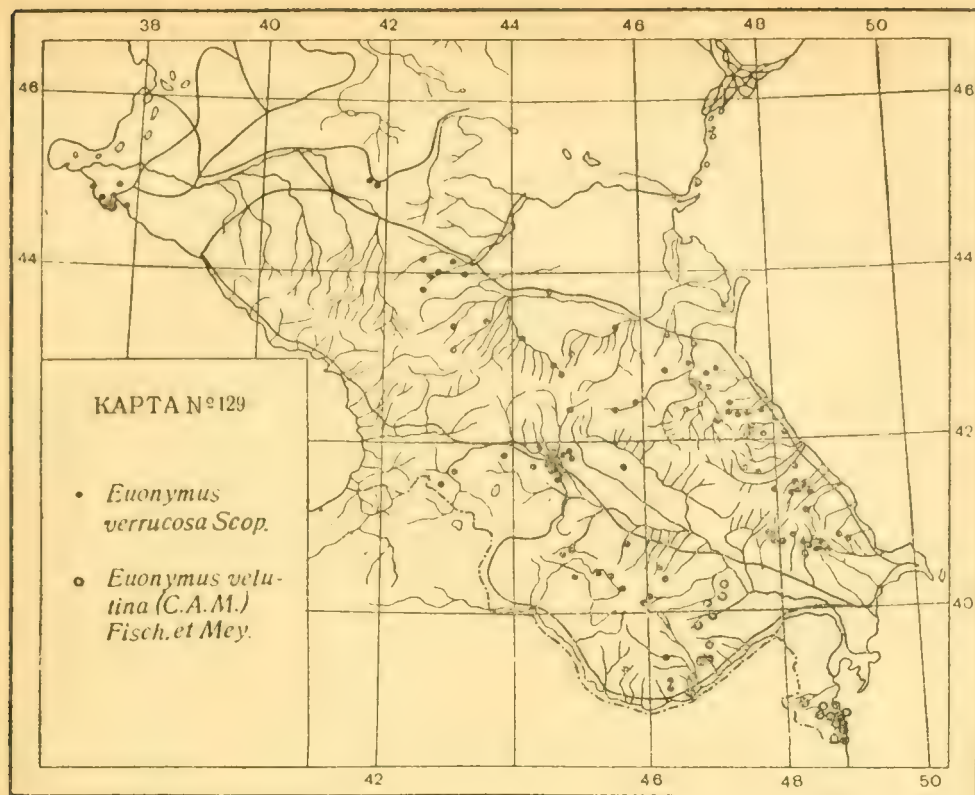 38 40 42 44 46 48 50
46 46
44 44
КАРТА №129
42
• Euonymus
verrucosa Scop.
o Euonymus velu-
tina (C.A.M.)
Fisch. et Mey.
40
42 44 46 48 50